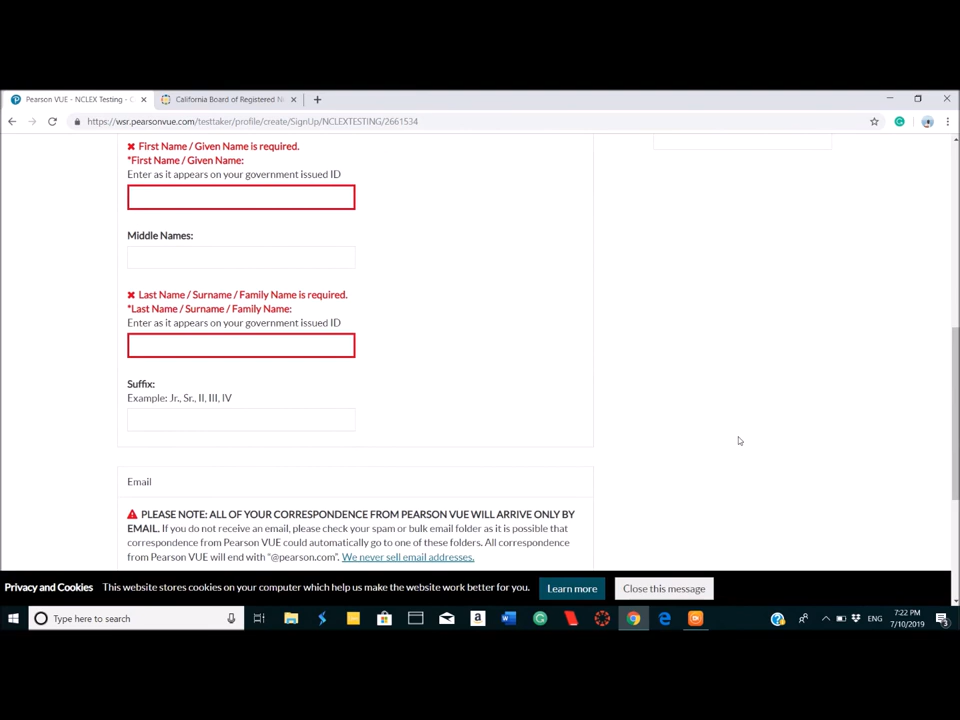 Pearson VUE - NCLEX Testing - C
California Board of Registered N
https://wsr.pearsonvue.com/testtaker/profile/create/SignUp/NCLEXTESTING/2661534
First Name / Given Name is required.
*First Name / Given Name:
Enter as it appears on your government issued ID
Middle Names:
Last Name / Surname / Family Name is required.
*Last Name / Surname / Family Name:
Enter as it appears on your government issued ID
Suffix:
Example: Jr., Sr., II, III, IV
Email
PLEASE NOTE: ALL OF YOUR CORRESPONDENCE FROM PEARSON VUE WILL ARRIVE ONLY BY
EMAIL. If you do not receive an email, please check your spam or bulk email folder as it is possible that
correspondence from Pearson VUE could automatically go to one of these folders. All correspondence
from Pearson VUE will end with "@pearson.com". We never sell email addresses.
Privacy and Cookies This website stores cookies on your computer which help us make the website work better for you. Learn more Close this message
Type here to search
ENG
7:22 PM
7/10/2019